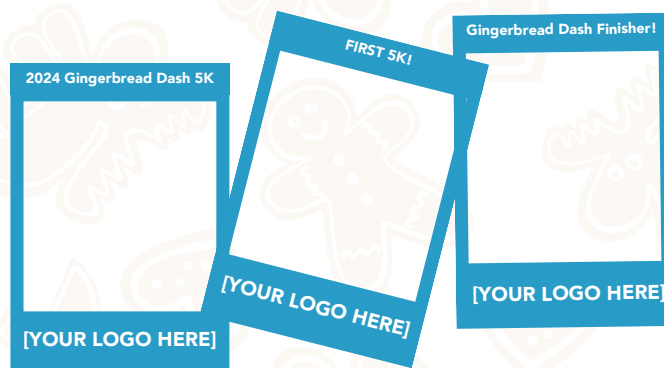 2024 Gingerbread Dash 5K
[YOUR LOGO HERE]
FIRST 5K!
[YOUR LOGO HERE]
Gingerbread Dash Finisher!
[YOUR LOGO HERE]